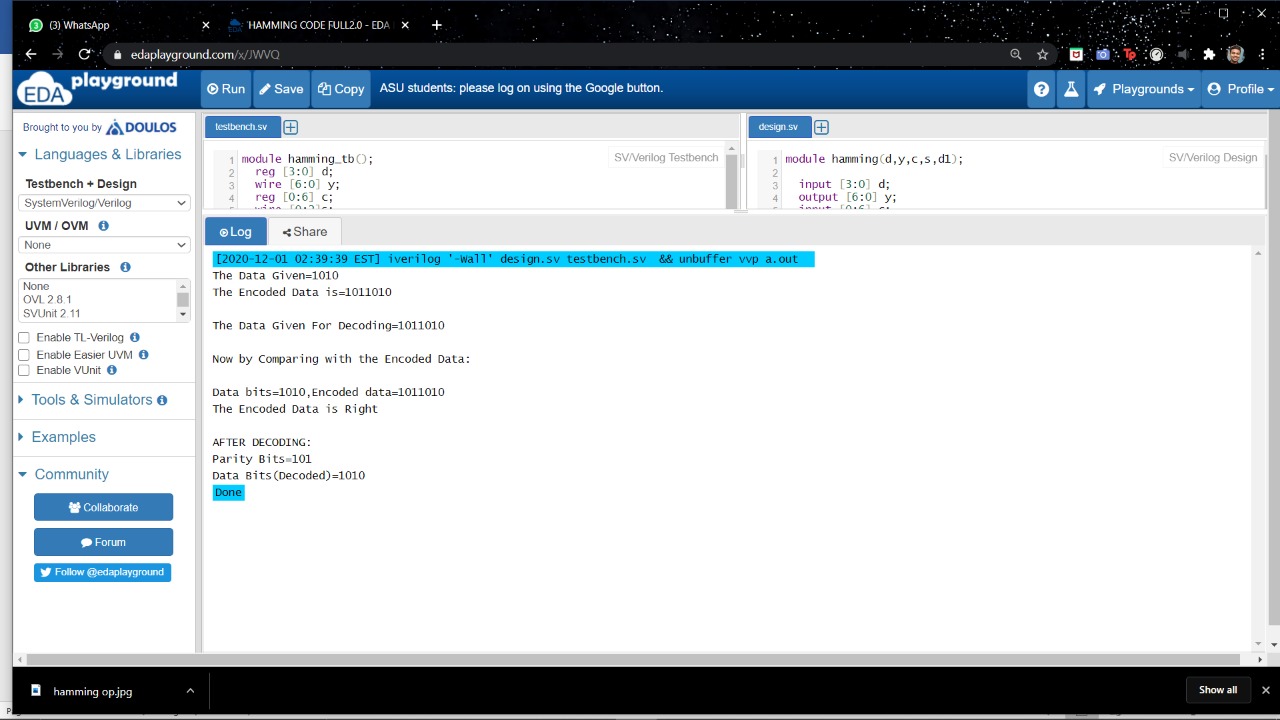 (3) WhatsApp
HAMMING CODE FULL2.0 - EDA
edaplayground.com/x/JWVQ
EDA playground
Run
Save
Copy
ASU students: please log on using the Google button.
Playgrounds
Profile
Brought to you by DOULOS
Languages & Libraries
Testbench + Design
SystemVerilog/Verilog
UVM / OVM
None
Other Libraries
None
OVL 2.8.1
SVUnit 2.11
Enable TL-Verilog
Enable Easier UVM
Enable VUnit
Tools & Simulators
Examples
Community
Collaborate
Forum
Follow @edaplayground
testbench.sv
SV/Verilog Testbench
1 module hamming_tb();
2 reg [3:0] d;
3 wire [6:0] y;
4 reg [0:6] c;
design.sv
SV/Verilog Design
1 module hamming(d,y,c,s,d1);
2
3 input [3:0] d;
4 output [6:0] y;
Log
Share
[2020-12-01 02:39:39 EST] iverilog '-Wall' design.sv testbench.sv && unbuffer vvp a.out
The Data Given=1010
The Encoded Data is=1011010
The Data Given For Decoding=1011010
Now by Comparing with the Encoded Data:
Data bits=1010,Encoded data=1011010
The Encoded Data is Right
AFTER DECODING:
Parity Bits=101
Data Bits(Decoded)=1010
Done
hamming op.jpg
Show all